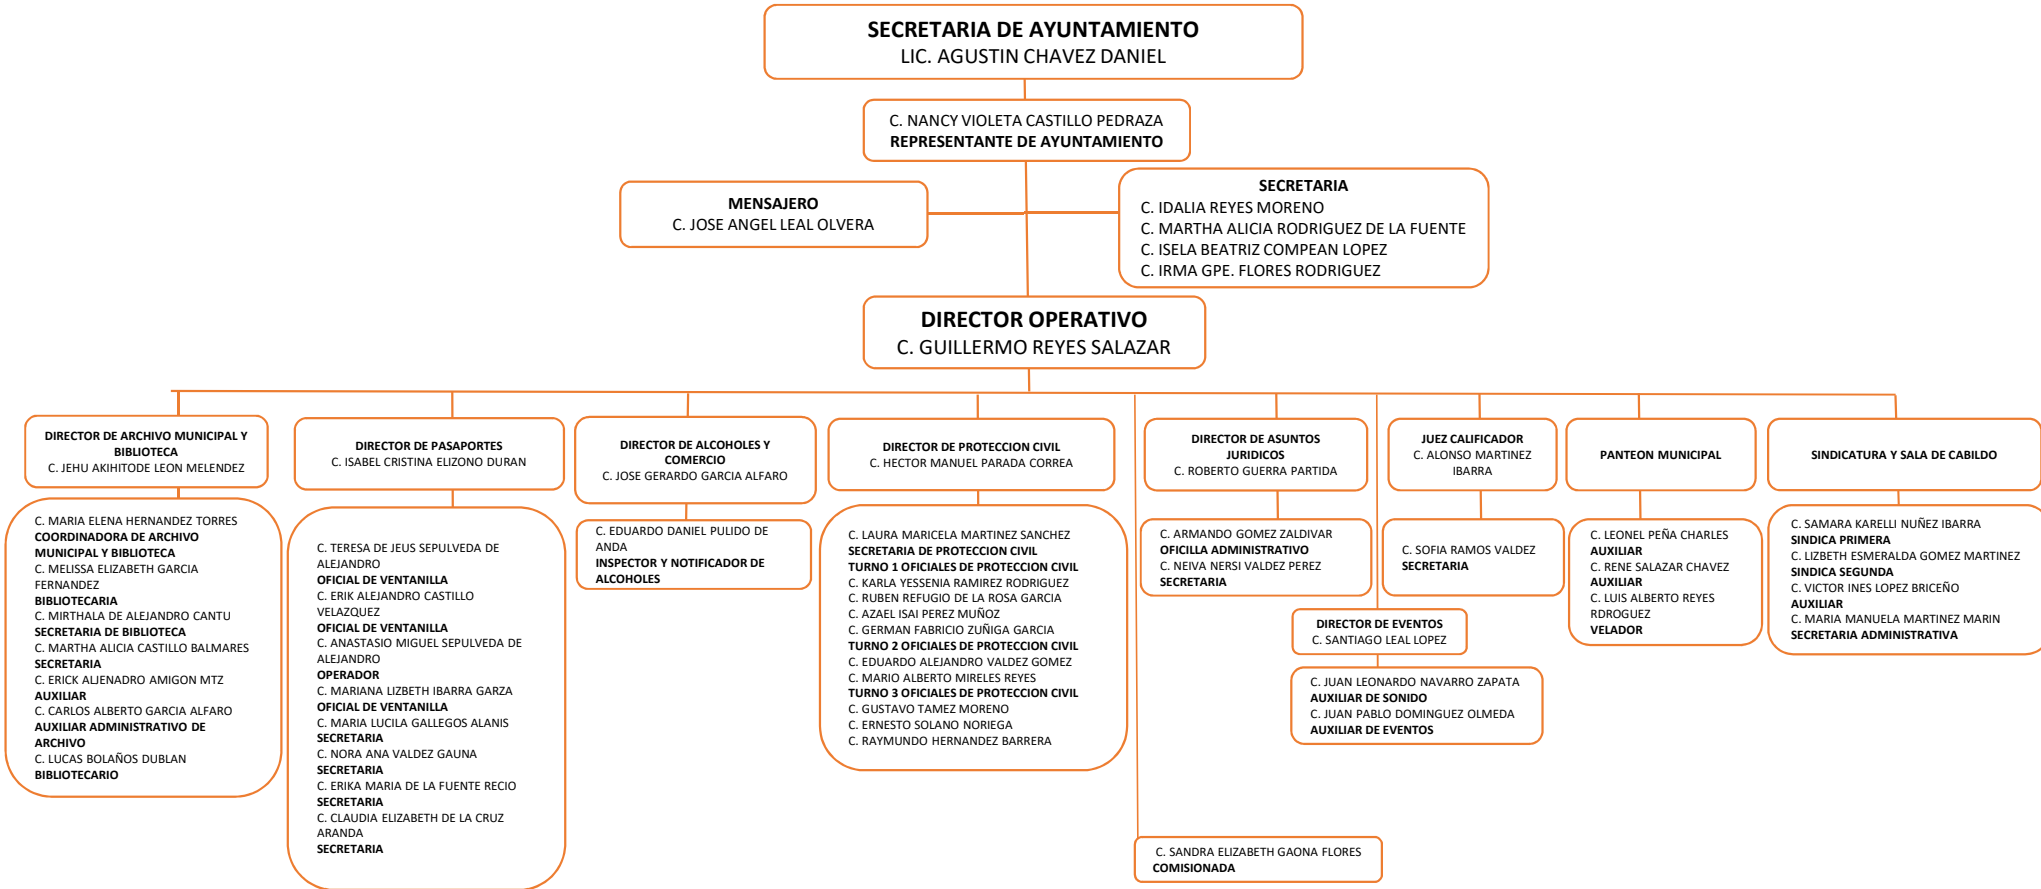 SECRETARIA DE AYUNTAMIENTO
LIC. AGUSTIN CHAVEZ DANIEL
C. NANCY VIOLETA CASTILLO PEDRAZA
REPRESENTANTE DE AYUNTAMIENTO
MENSAJERO
C. JOSE ANGEL LEAL OLVERA
SECRETARIA
C. IDALIA REYES MORENO
C. MARTHA ALICIA RODRIGUEZ DE LA FUENTE
C. ISELA BEATRIZ COMPEAN LOPEZ
C. IRMA GPE. FLORES RODRIGUEZ
DIRECTOR OPERATIVO
C. GUILLERMO REYES SALAZAR
DIRECTOR DE ARCHIVO MUNICIPAL Y
BIBLIOTECA
C. JEHU AKIHITODE LEON MELENDEZ
C. MARIA ELENA HERNANDEZ TORRES
COORDINADORA DE ARCHIVO
MUNICIPAL Y BIBLIOTECA
C. MELISSA ELIZABETH GARCIA
FERNANDEZ
BIBLIOTECARIA
C. MIRTHALA DE ALEJANDRO CANTU
SECRETARIA DE BIBLIOTECA
C. MARTHA ALICIA CASTILLO BALMARES
SECRETARIA
C. ERICK ALJENADRO AMIGON MTZ
AUXILIAR
C. CARLOS ALBERTO GARCIA ALFARO
AUXILIAR ADMINISTRATIVO DE
ARCHIVO
C. LUCAS BOLAÑOS DUBLAN
BIBLIOTECARIO
DIRECTOR DE PASAPORTES
C. ISABEL CRISTINA ELIZONO DURAN
C. TERESA DE JEUS SEPULVEDA DE
ALEJANDRO
OFICIAL DE VENTANILLA
C. ERIK ALEJANDRO CASTILLO
VELAZQUEZ
OFICIAL DE VENTANILLA
C. ANASTASIO MIGUEL SEPULVEDA DE
ALEJANDRO
OPERADOR
C. MARIANA LIZBETH IBARRA GARZA
OFICIAL DE VENTANILLA
C. MARIA LUCILA GALLEGOS ALANIS
SECRETARIA
C. NORA ANA VALDEZ GAUNA
SECRETARIA
C. ERIKA MARIA DE LA FUENTE RECIO
SECRETARIA
C. CLAUDIA ELIZABETH DE LA CRUZ
ARANDA
SECRETARIA
DIRECTOR DE ALCOHOLES Y
COMERCIO
C. JOSE GERARDO GARCIA ALFARO
C. EDUARDO DANIEL PULIDO DE
ANDA
INSPECTOR Y NOTIFICADOR DE
ALCOHOLES
DIRECTOR DE PROTECCION CIVIL
C. HECTOR MANUEL PARADA CORREA
C. LAURA MARICELA MARTINEZ SANCHEZ
SECRETARIA DE PROTECCION CIVIL
TURNO 1 OFICIALES DE PROTECCION CIVIL
C. KARLA YESSENIA RAMIREZ RODRIGUEZ
C. RUBEN REFUGIO DE LA ROSA GARCIA
C. AZAEL ISAI PEREZ MUÑOZ
C. GERMAN FABRICIO ZUÑIGA GARCIA
TURNO 2 OFICIALES DE PROTECCION CIVIL
C. EDUARDO ALEJANDRO VALDEZ GOMEZ
C. MARIO ALBERTO MIRELES REYES
TURNO 3 OFICIALES DE PROTECCION CIVIL
C. GUSTAVO TAMEZ MORENO
C. ERNESTO SOLANO NORIEGA
C. RAYMUNDO HERNANDEZ BARRERA
DIRECTOR DE ASUNTOS
JURIDICOS
C. ROBERTO GUERRA PARTIDA
C. ARMANDO GOMEZ ZALDIVAR
OFICILLA ADMINISTRATIVO
C. NEIVA NERSI VALDEZ PEREZ
SECRETARIA
JUEZ CALIFICADOR
C. ALONSO MARTINEZ
IBARRA
C. SOFIA RAMOS VALDEZ
SECRETARIA
PANTEON MUNICIPAL
C. LEONEL PEÑA CHARLES
AUXILIAR
C. RENE SALAZAR CHAVEZ
AUXILIAR
C. LUIS ALBERTO REYES
RDROGUEZ
VELADOR
SINDICATURA Y SALA DE CABILDO
C. SAMARA KARELLI NUÑEZ IBARRA
SINDICA PRIMERA
C. LIZBETH ESMERALDA GOMEZ MARTINEZ
SINDICA SEGUNDA
C. VICTOR INES LOPEZ BRICEÑO
AUXILIAR
C. MARIA MANUELA MARTINEZ MARIN
SECRETARIA ADMINISTRATIVA
DIRECTOR DE EVENTOS
C. SANTIAGO LEAL LOPEZ
C. JUAN LEONARDO NAVARRO ZAPATA
AUXILIAR DE SONIDO
C. JUAN PABLO DOMINGUEZ OLMEDA
AUXILIAR DE EVENTOS
C. SANDRA ELIZABETH GAONA FLORES
COMISIONADA